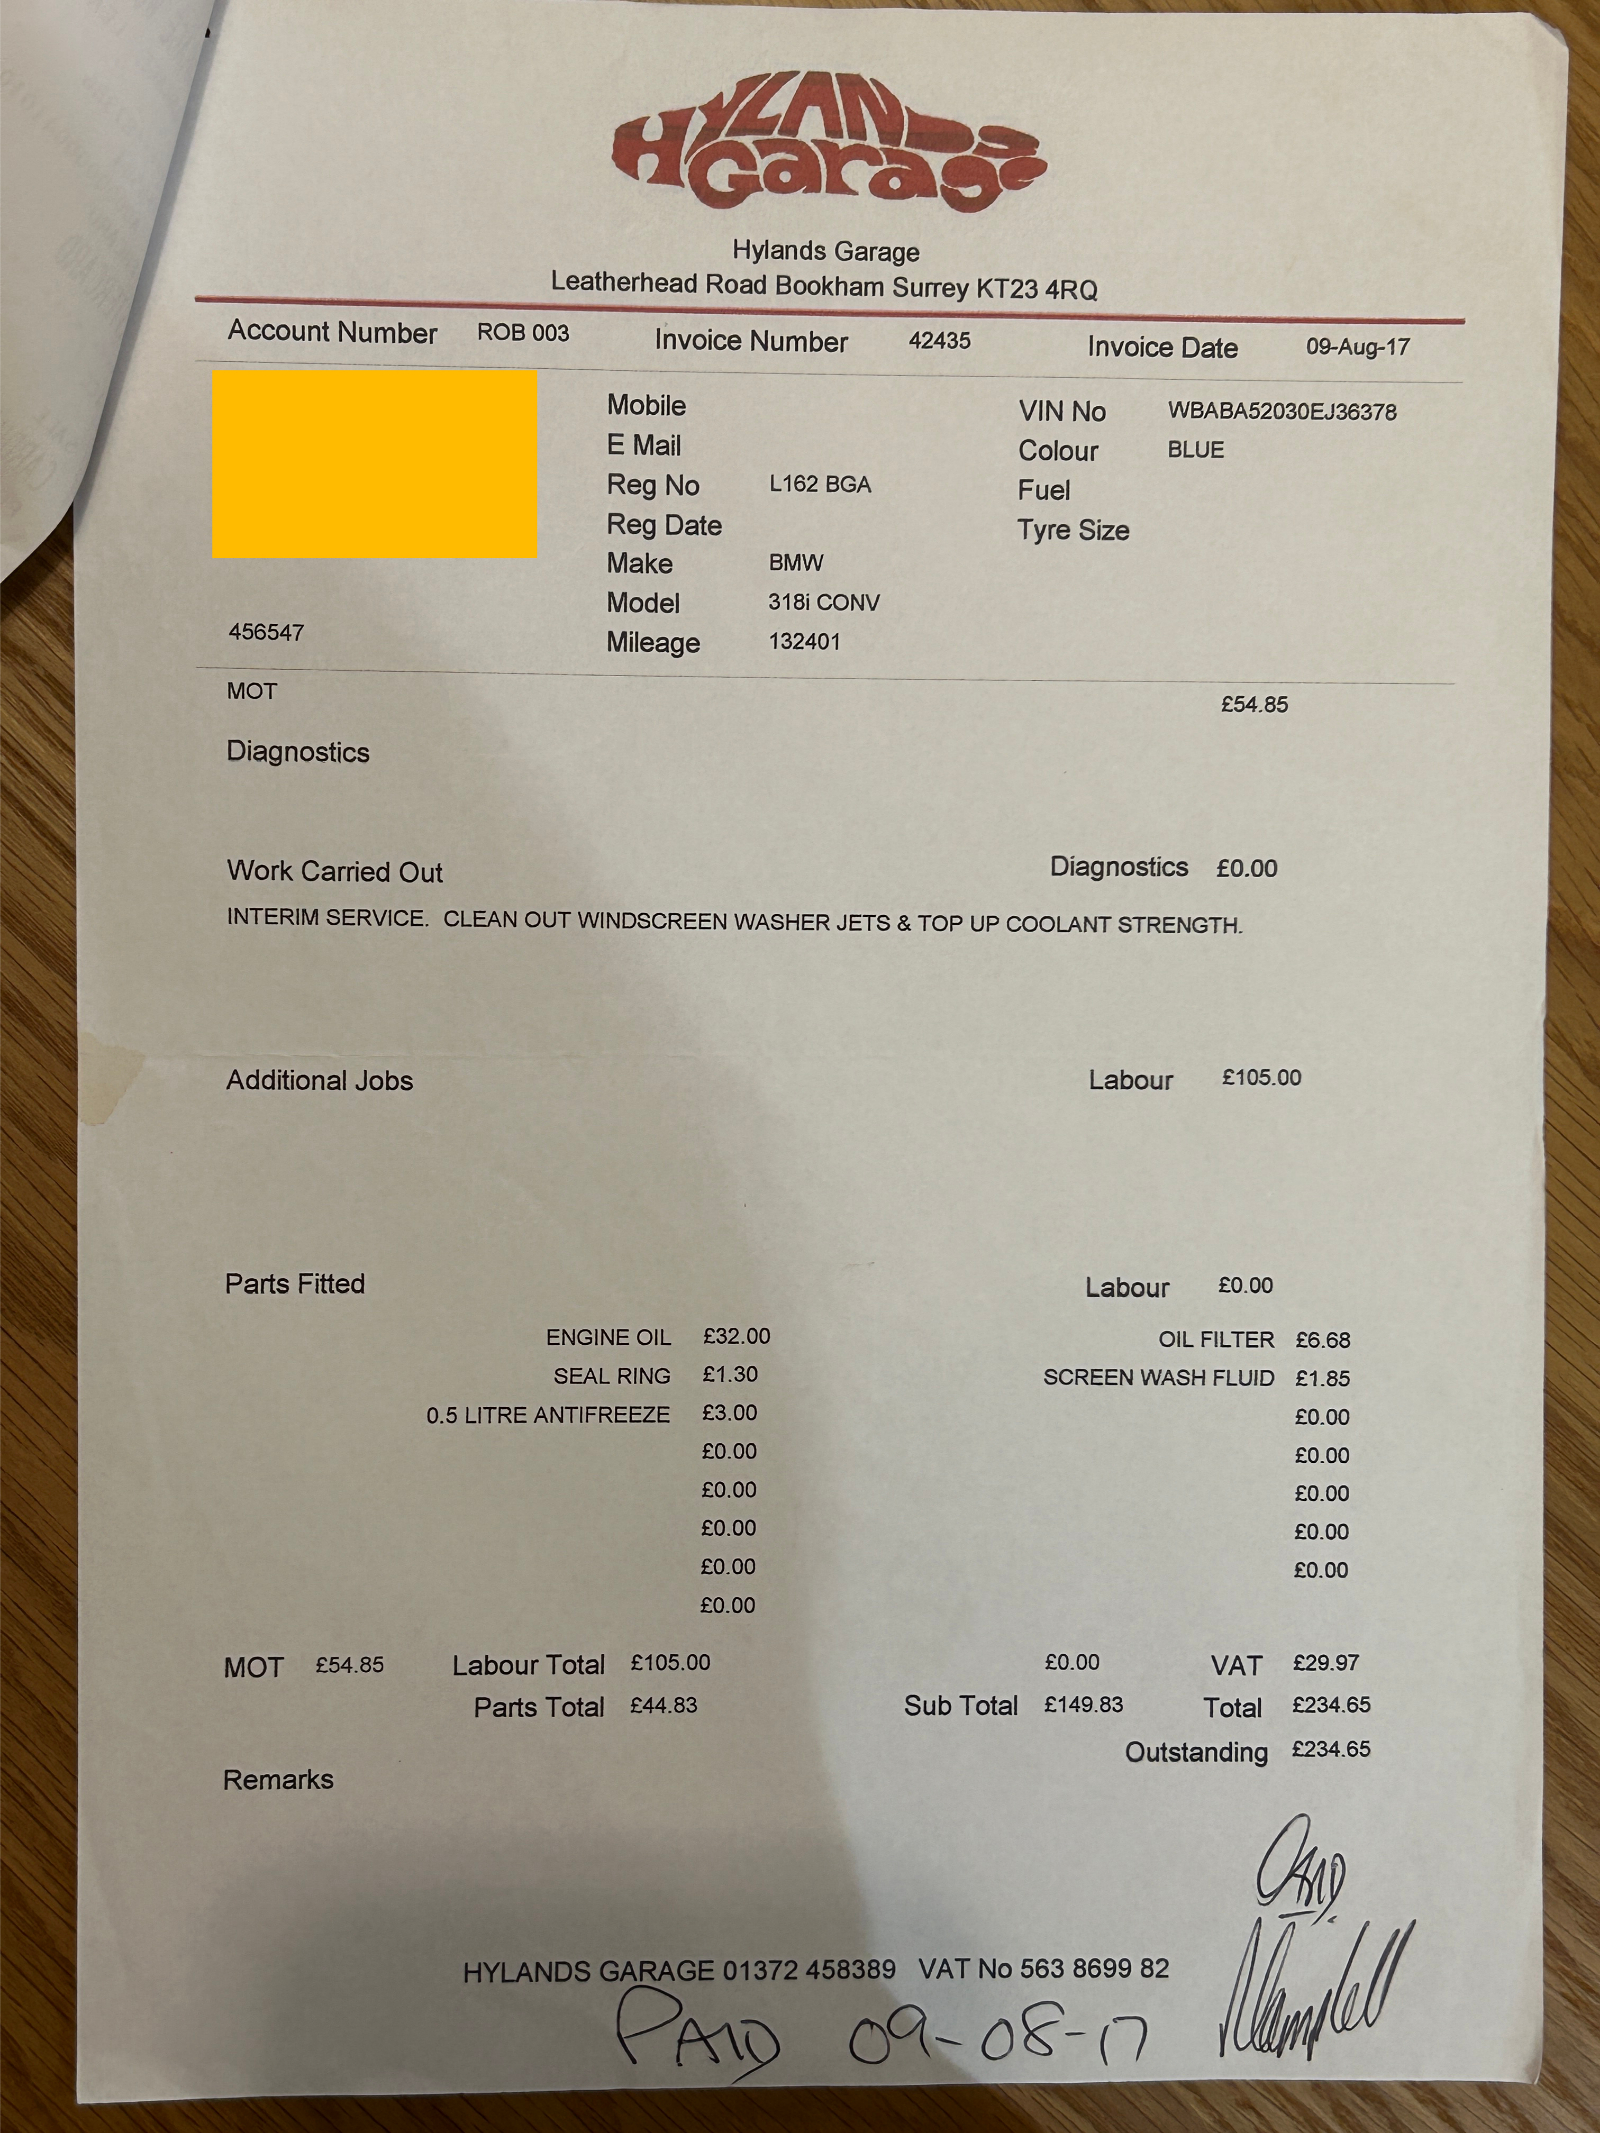 HYLANDS
Garage
Hylands Garage
Leatherhead Road Bookham Surrey KT23 4RQ
Account Number ROB 003 Invoice Number 42435 Invoice Date 09-Aug-17
Mobile VIN No WBABA52030EJ36378
E Mail Colour BLUE
Reg No L162 BGA Fuel
Reg Date Tyre Size
Make BMW
Model 318i CONV
456547 Mileage 132401
MOT £54.85
Diagnostics
Work Carried Out Diagnostics £0.00
INTERIM SERVICE. CLEAN OUT WINDSCREEN WASHER JETS & TOP UP COOLANT STRENGTH.
Additional Jobs Labour £105.00
Parts Fitted Labour £0.00
ENGINE OIL £32.00 OIL FILTER £6.68
SEAL RING £1.30 SCREEN WASH FLUID £1.85
0.5 LITRE ANTIFREEZE £3.00 £0.00
£0.00 £0.00
£0.00 £0.00
£0.00 £0.00
£0.00 £0.00
£0.00
MOT £54.85 Labour Total £105.00 £0.00 VAT £29.97
Parts Total £44.83 Sub Total £149.83 Total £234.65
Outstanding £234.65
Remarks
HYLANDS GARAGE 01372 458389 VAT No 563 8699 82
PAID 09-08-17